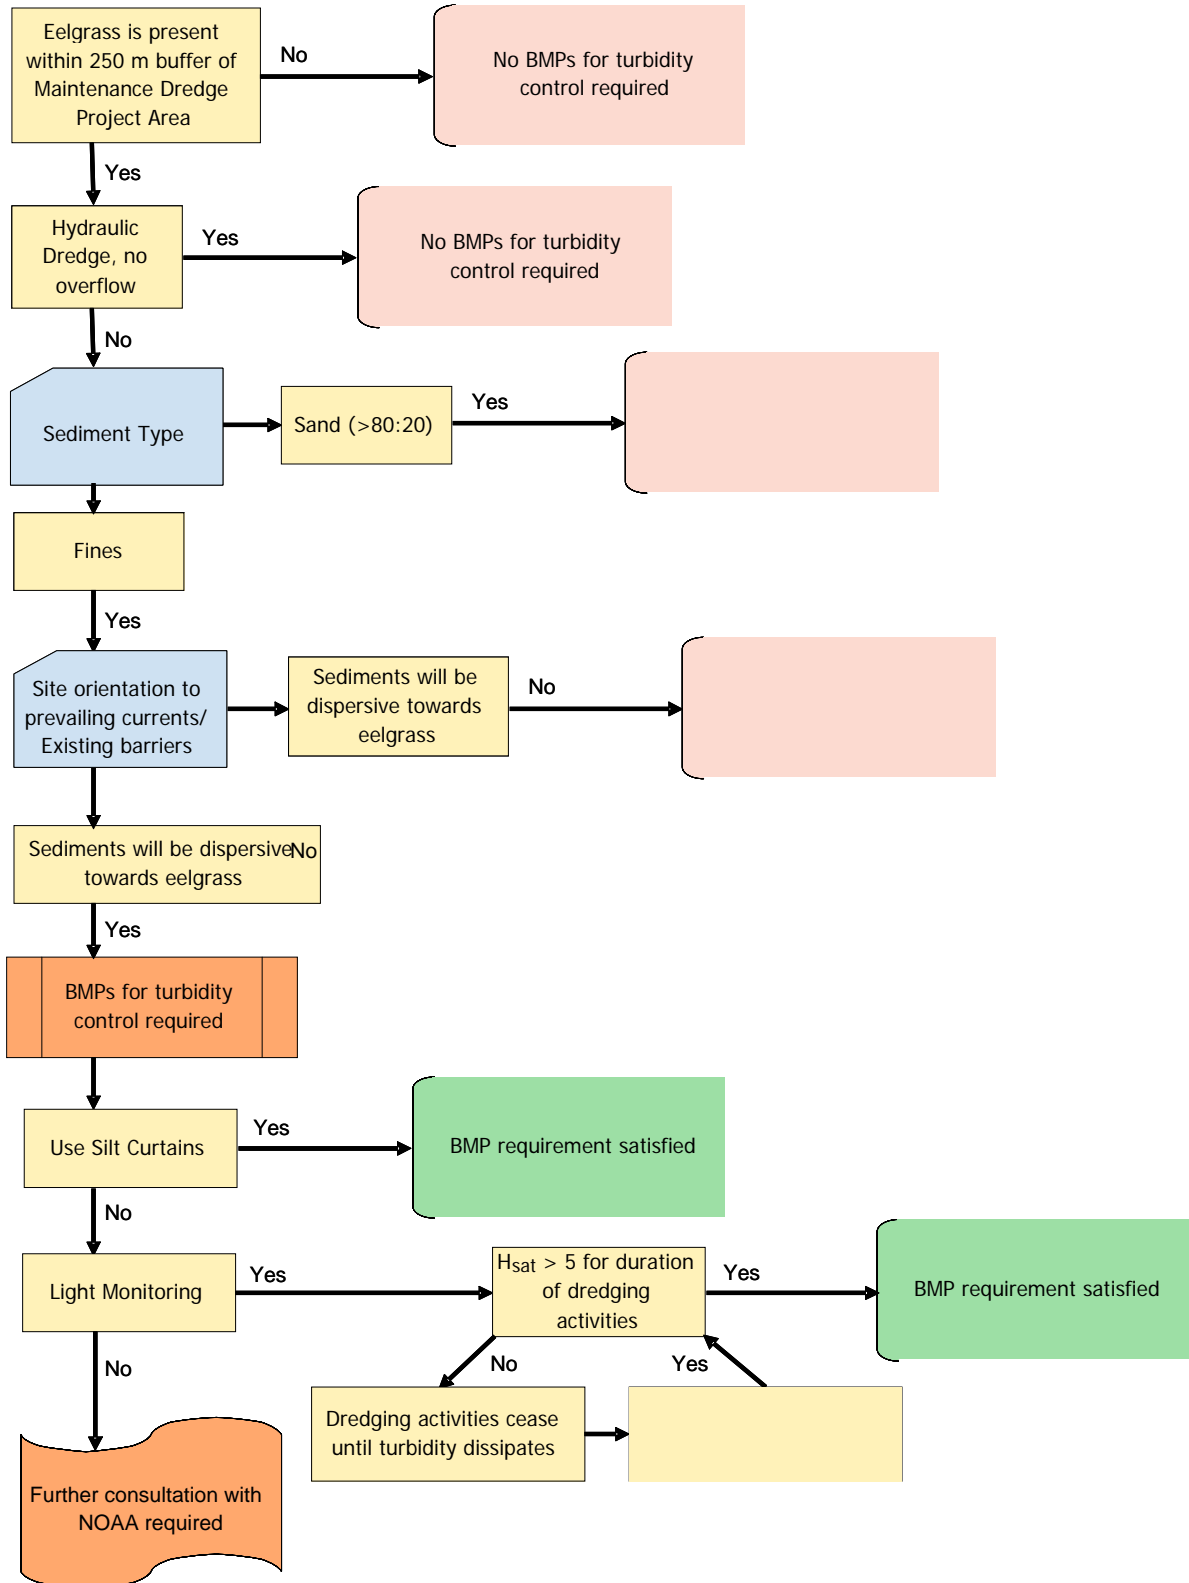 Eelgrass is present
within 250 m buffer of
Maintenance Dredge
Project Area
No
No BMPs for turbidity
control required
Yes
Hydraulic
Dredge, no
overflow
Yes
No BMPs for turbidity
control required
No
Sediment Type
Sand (>80:20)
Yes
Fines
Yes
Site orientation to
prevailing currents/
Existing barriers
Sediments will be
dispersive towards
eelgrass
No
Sediments will be dispersive
towards eelgrass
No
Yes
BMPs for turbidity
control required
Use Silt Curtains
Yes
BMP requirement satisfied
No
Light Monitoring
Yes
Hsat > 5 for duration
of dredging
activities
Yes
BMP requirement satisfied
No
No
Yes
Dredging activities cease
until turbidity dissipates
Further consultation with
NOAA required